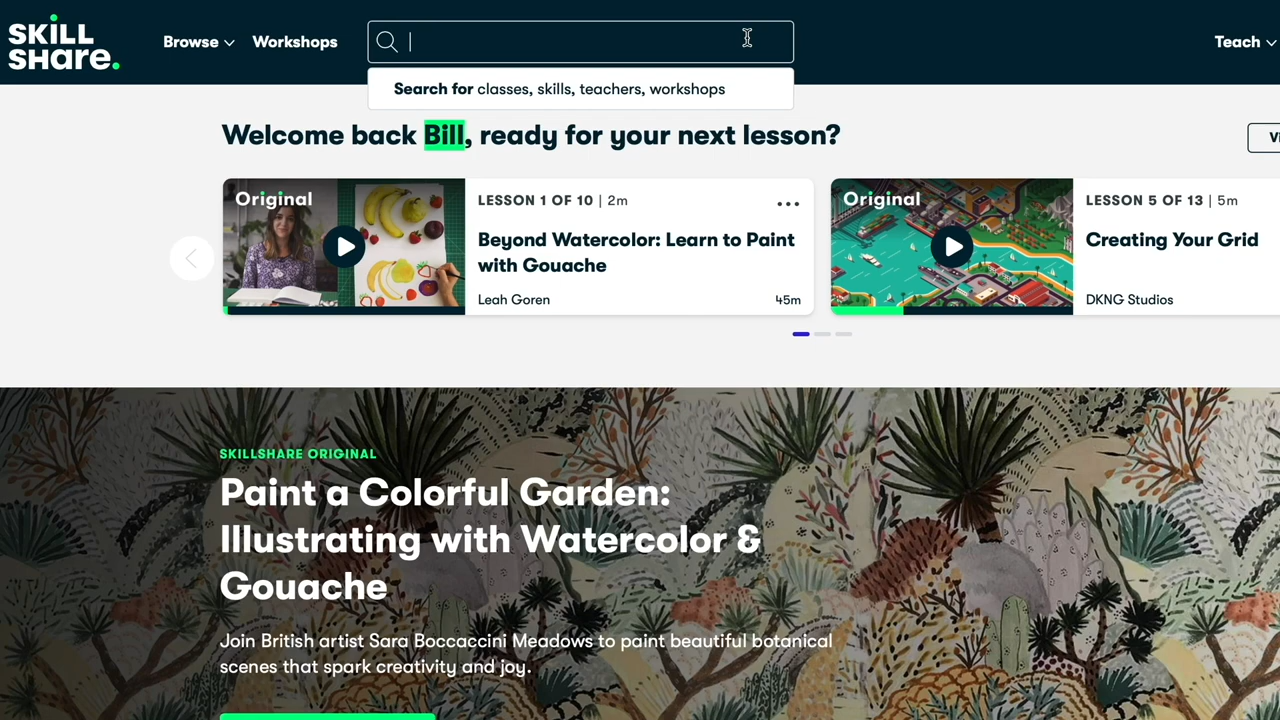 SKILL
SHARE.
Browse
Workshops
Teach
Search for classes, skills, teachers, workshops
Welcome back Bill, ready for your next lesson?
Original
LESSON 1 OF 10 | 2m
Beyond Watercolor: Learn to Paint
with Gouache
Leah Goren
45m
Original
LESSON 5 OF 13 | 5m
Creating Your Grid
DKNG Studios
SKILLSHARE ORIGINAL
Paint a Colorful Garden:
Illustrating with Watercolor &
Gouache
Join British artist Sara Boccaccini Meadows to paint beautiful botanical
scenes that spark creativity and joy.